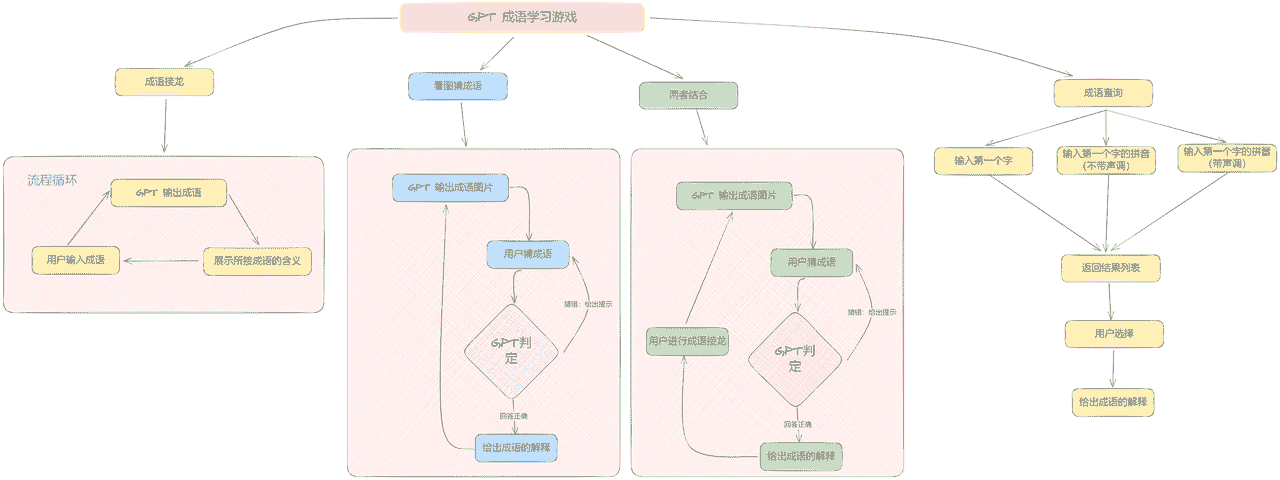 GPT 成语学习游戏
成语接龙
看图猜成语
两者结合
成语查询
流程循环
GPT 输出成语
用户输入成语
展示所接成语的含义
GPT 输出成语图片
用户猜成语
猜错：给出提示
GPT判
定
回答正确
给出成语的解释
GPT 输出成语图片
用户猜成语
猜错：给出提示
用户进行成语接龙
GPT判
定
回答正确
给出成语的解释
输入第一个字
输入第一个字的拼音
（不带声调）
输入第一个字的拼音
（带声调）
返回结果列表
用户选择
给出成语的解释